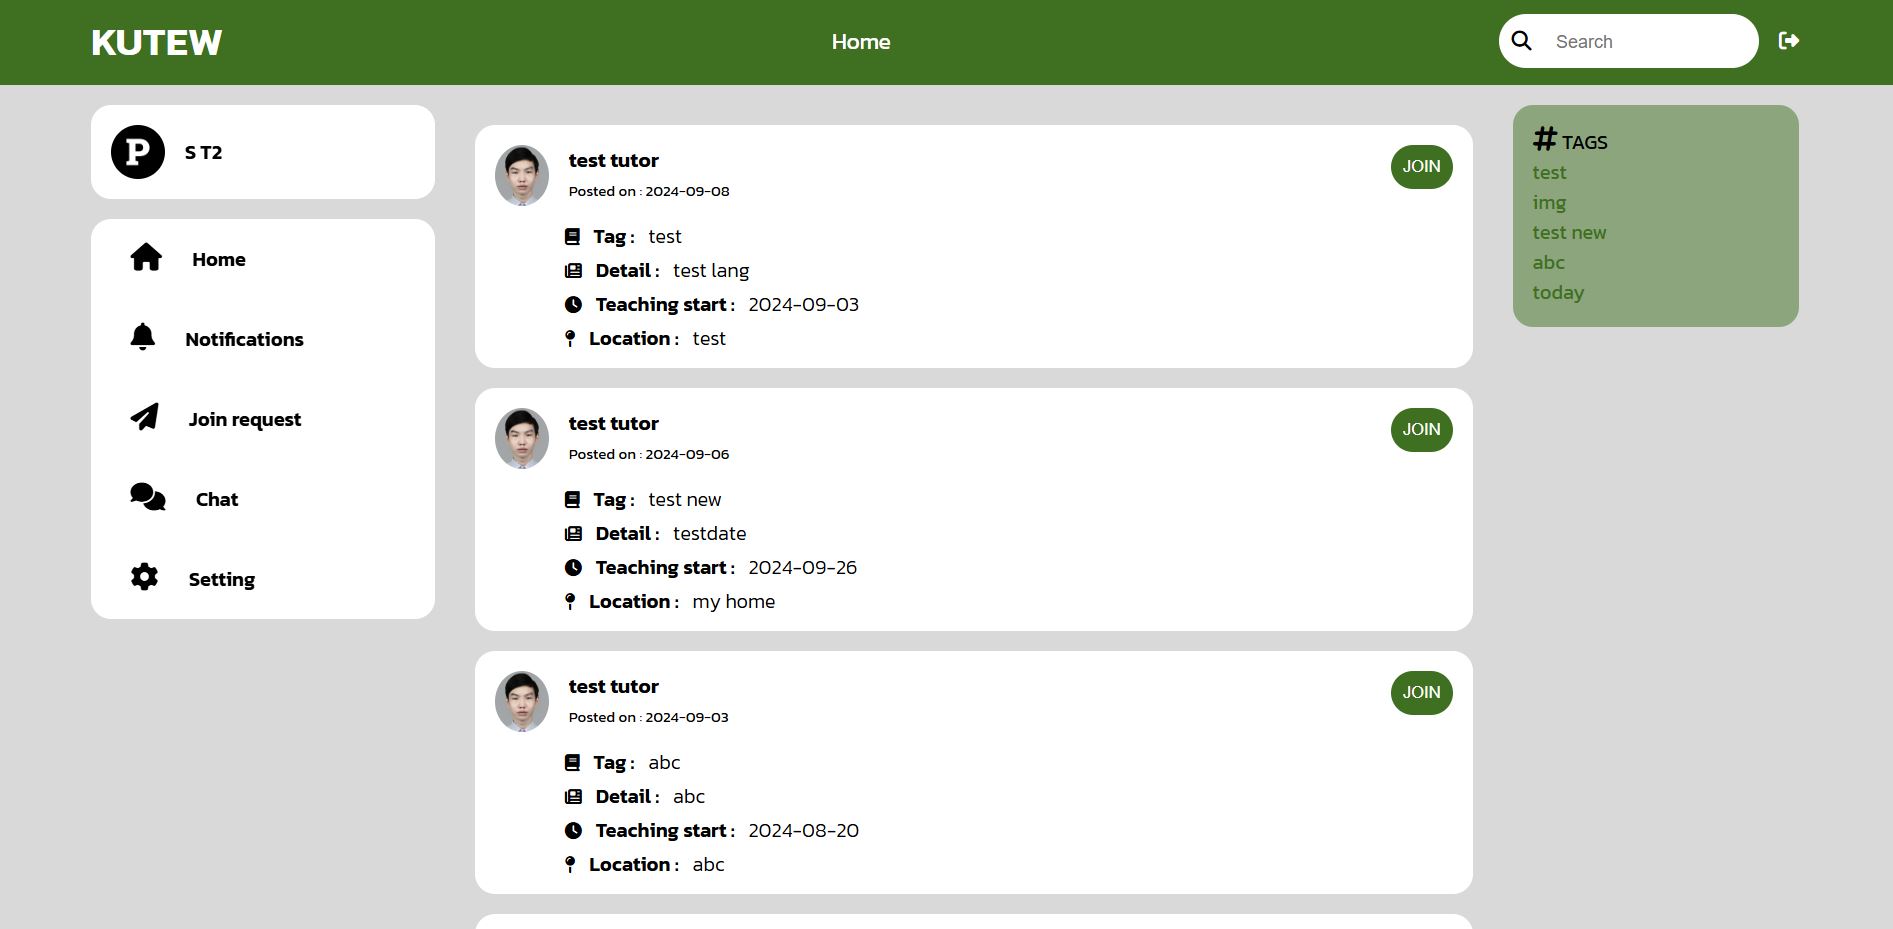 KUTEW
Home
Search
P
S T2
Home
Notifications
Join request
Chat
Setting
test tutor
Posted on : 2024-09-08
JOIN
Tag : test
Detail : test lang
Teaching start : 2024-09-03
Location : test
test tutor
Posted on : 2024-09-06
JOIN
Tag : test new
Detail : testdate
Teaching start : 2024-09-26
Location : my home
test tutor
Posted on : 2024-09-03
JOIN
Tag : abc
Detail : abc
Teaching start : 2024-08-20
Location : abc
# TAGS
test
img
test new
abc
today